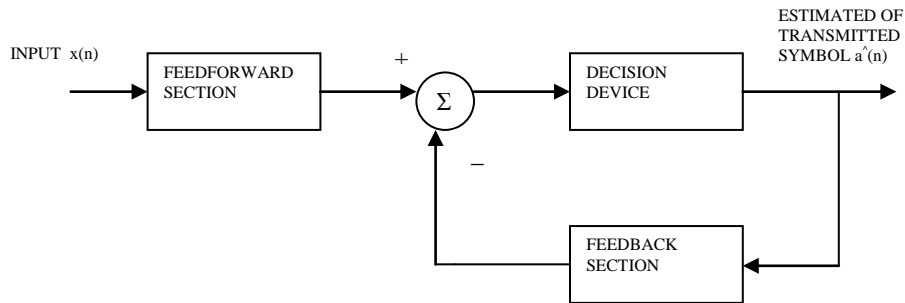 ESTIMATED OF
TRANSMITTED
SYMBOL a^(n)
INPUT x(n)
FEEDFORWARD
SECTION
+
Σ
DECISION
DEVICE
−
FEEDBACK
SECTION